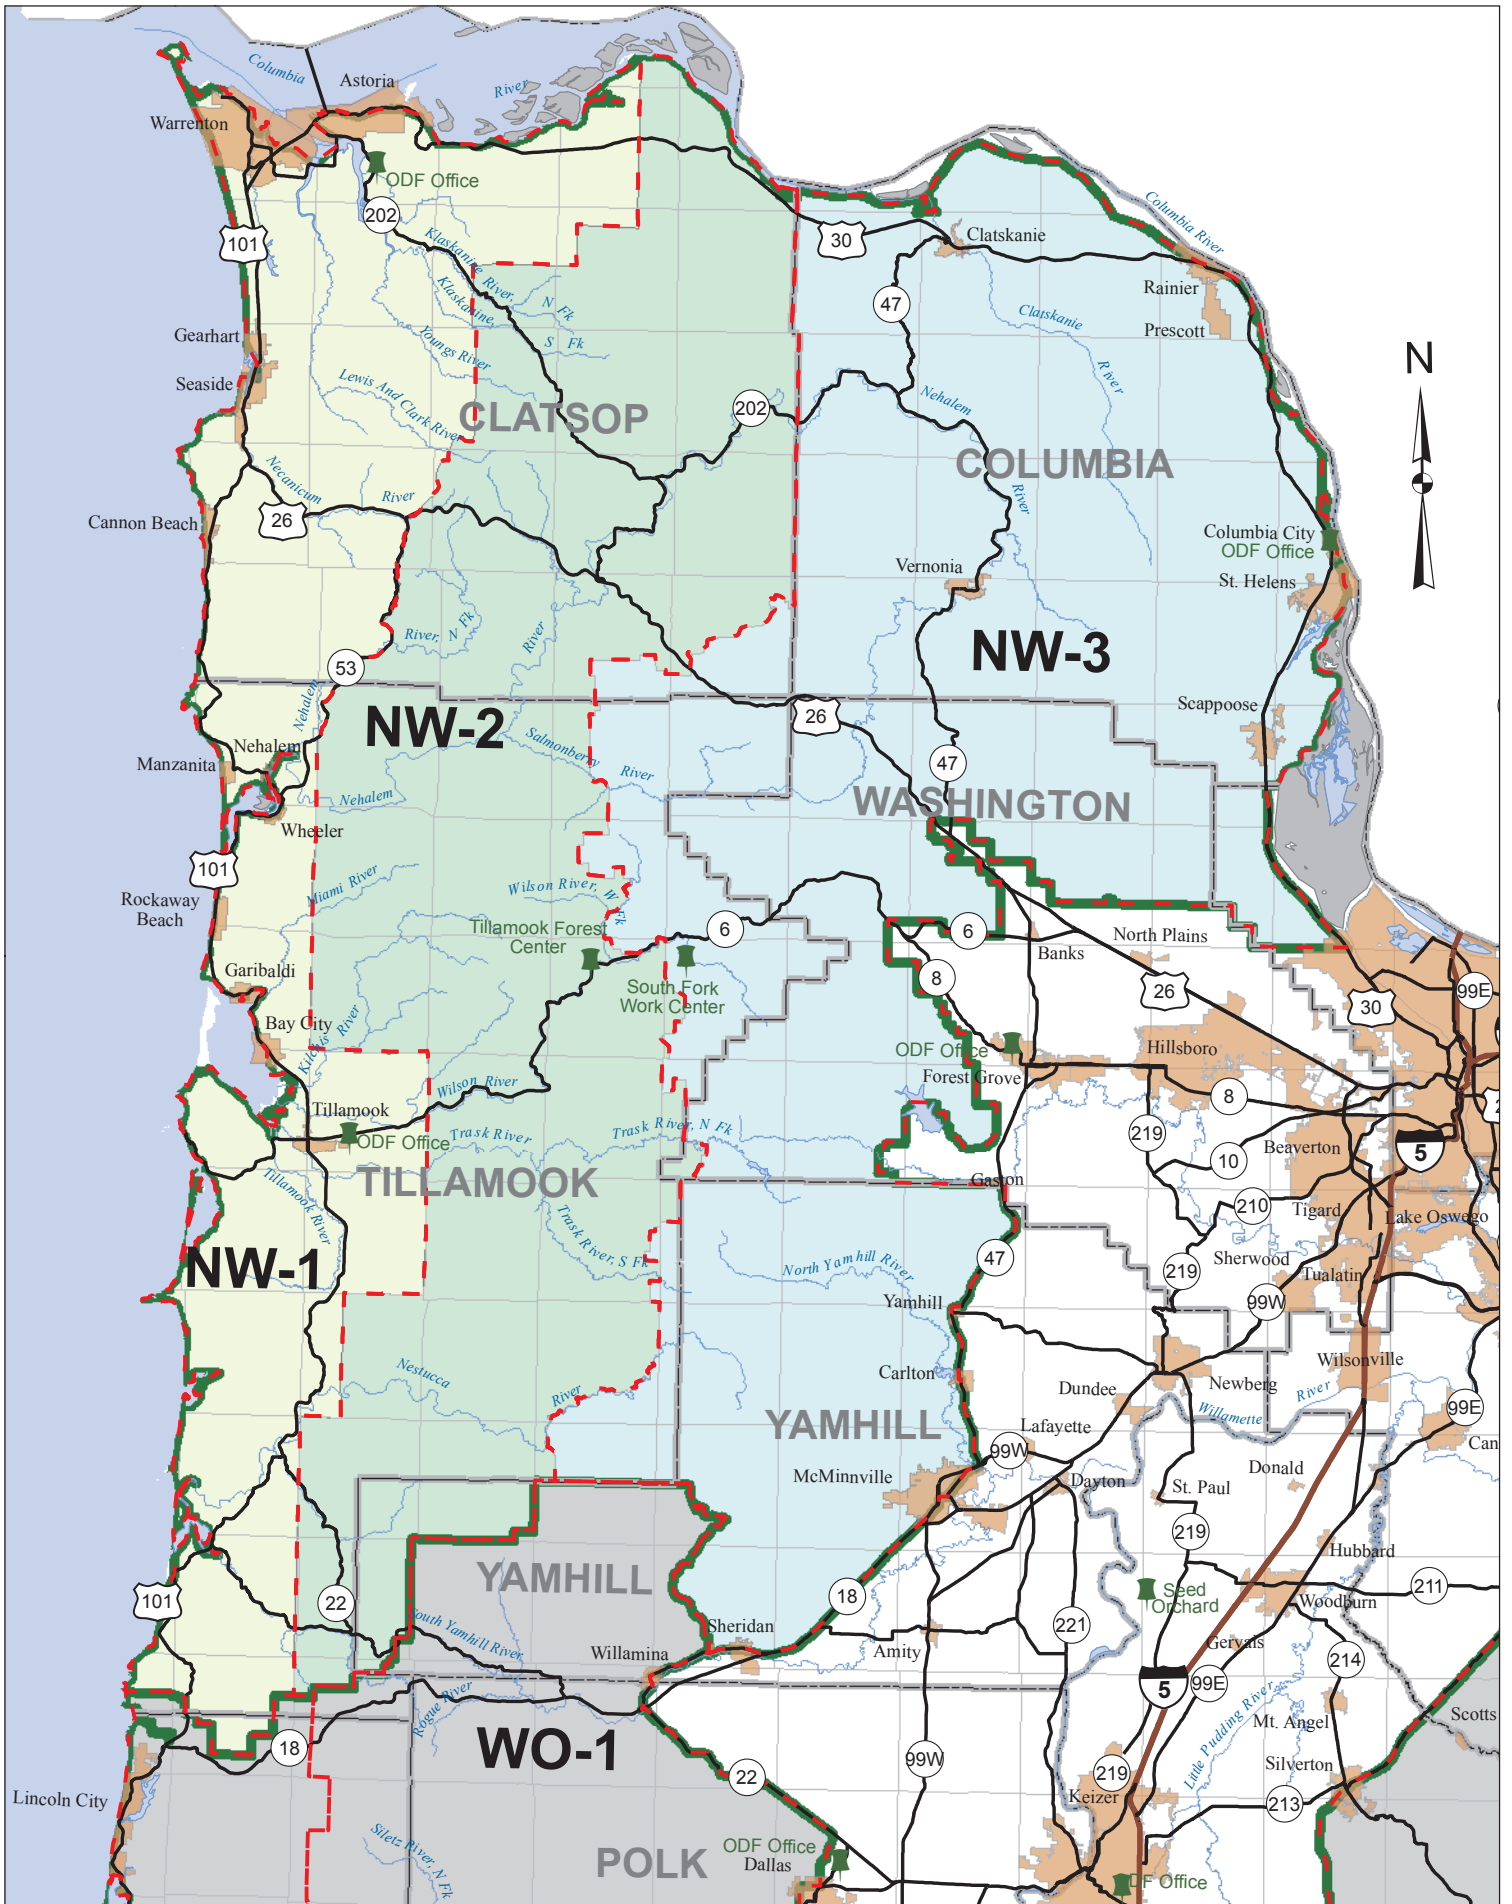 Columbia
River
Astoria
Warrenton
ODF Office
202
101
Klaskanine River,
N Fk
Klaskanine,
S Fk
Youngs River
Lewis And Clark River
CLATSOP
202
Gearhart
Seaside
Necanicum
River
26
Cannon Beach
30
Clatskanie
47
Clatskanie
River
Columbia River
Rainier
Prescott
N
Nehalem
River
COLUMBIA
Columbia City
ODF Office
St. Helens
Vernonia
NW-3
River, N Fk
River
53
Nehalem
NW-2
Salmonberry
River
26
Scappoose
47
WASHINGTON
Nehalem
Manzanita
Nehalem
Wheeler
101
Miami River
Rockaway
Beach
Wilson River, W Fk
Tillamook Forest
Center
6
South Fork
Work Center
6
8
Banks
North Plains
26
30
99E
Garibaldi
Bay City
Kilchis River
ODF Office
Forest Grove
Hillsboro
8
219
10
Beaverton
5
210
Tigard
Lake Oswego
Wilson River
Tillamook
ODF Office
Trask River
Trask River, N Fk
TILLAMOOK
Tillamook River
Trask River, S Fk
Gaston
NW-1
47
North Yamhill River
Yamhill
219
Sherwood
Tualatin
99W
Carlton
Wilsonville
Dundee
Newberg
River
Willamette
99E
Can
Nestucca
River
YAMHILL
Lafayette
99W
McMinnville
Dayton
Donald
St. Paul
219
Hubbard
YAMHILL
101
22
18
Seed
Orchard
211
Woodburn
221
Gervais
214
South Yamhill River
Sheridan
Willamina
Amity
5
99E
Rogue River
WO-1
18
22
99W
219
Keizer
Little Pudding River
Mt. Angel
Silverton
213
Scotts
Lincoln City
Siletz River, N Fk
POLK
ODF Office
Dallas
DF Office